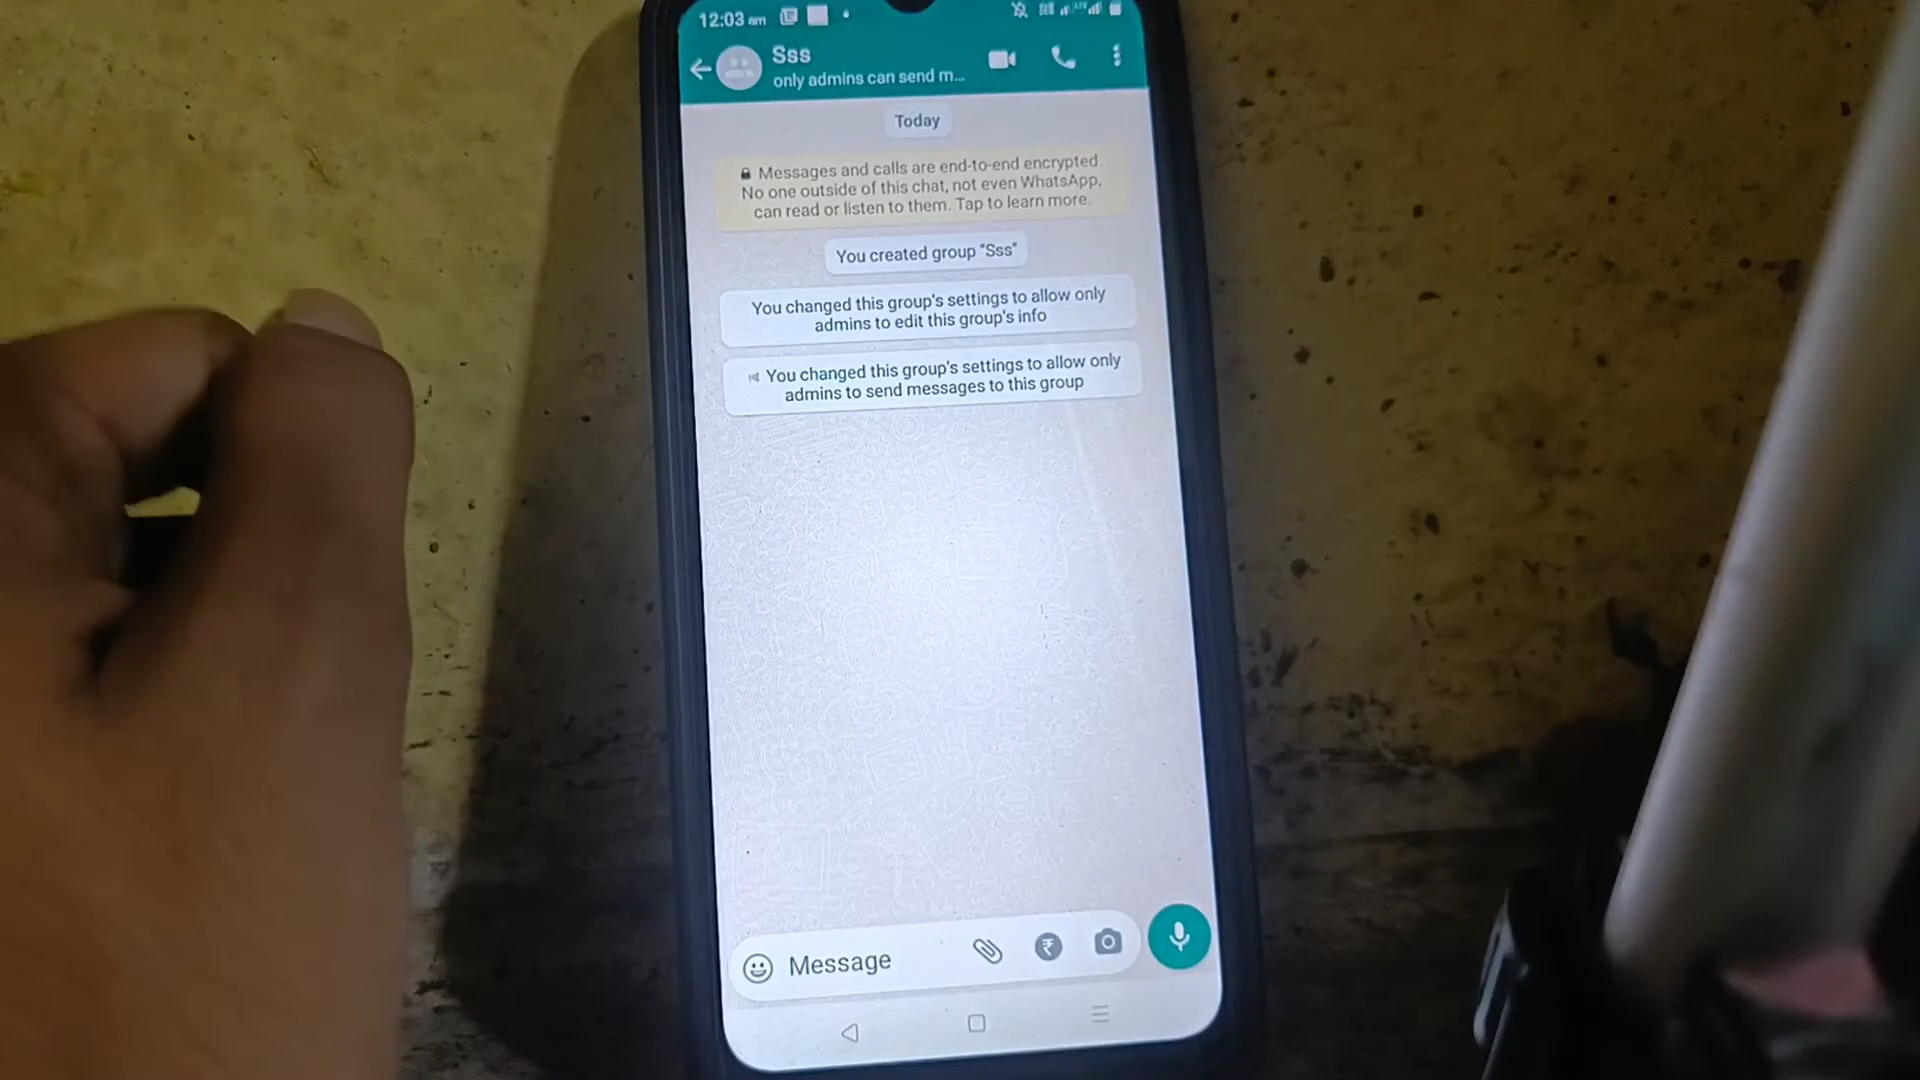 12:03 am
Sss
only admins can send m...
Today
Messages and calls are end-to-end encrypted.
No one outside of this chat, not even WhatsApp,
can read or listen to them. Tap to learn more.
You created group "Sss"
You changed this group's settings to allow only
admins to edit this group's info
You changed this group's settings to allow only
admins to send messages to this group
Message
₹